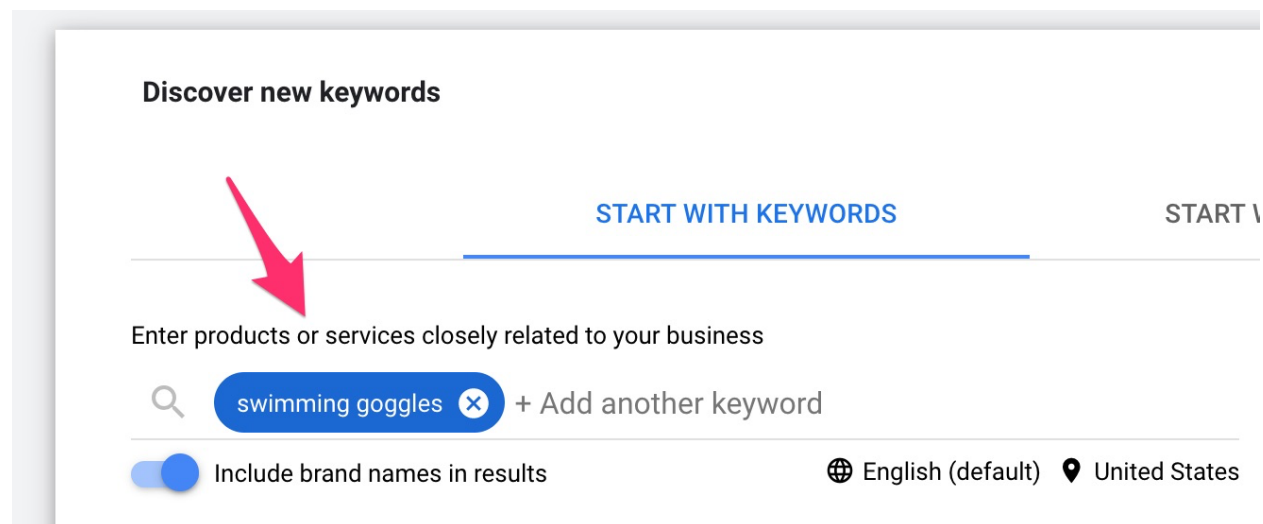 Discover new keywords
START WITH KEYWORDS START
Enter products or services closely related to your business
swimming goggles + Add another keyword
Include brand names in results English (default) United States